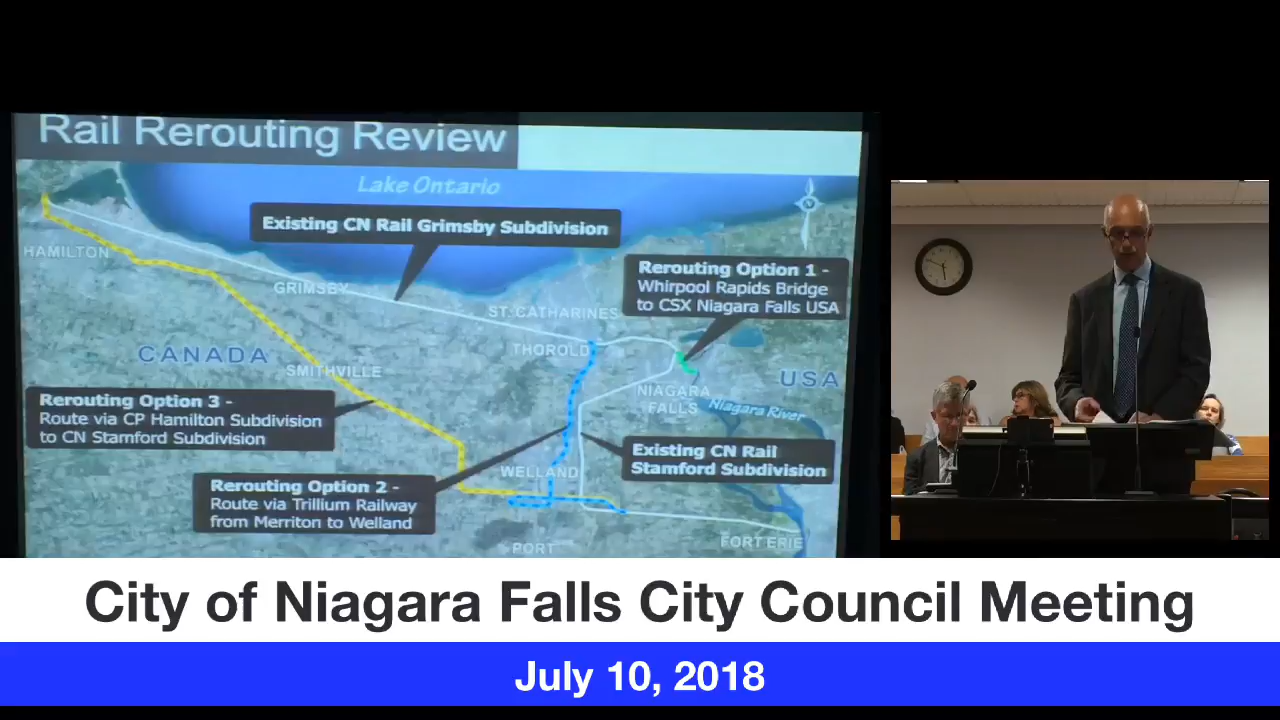 Rail Rerouting Review
Lake Ontario
Existing CN Rail Grimsby Subdivision
HAMILTON
Rerouting Option 1 -
Whirpool Rapids Bridge
to CSX Niagara Falls USA
GRIMSBY
ST. CATHARINES
THOROLD
CANADA
SMITHVILLE
USA
NIAGARA
FALLS
Niagara River
Rerouting Option 3 -
Route via CP Hamilton Subdivision
to CN Stamford Subdivision
Existing CN Rail
Stamford Subdivision
WELLAND
Rerouting Option 2 -
Route via Trillium Railway
from Merriton to Welland
PORT
FORT ERIE
City of Niagara Falls City Council Meeting
July 10, 2018